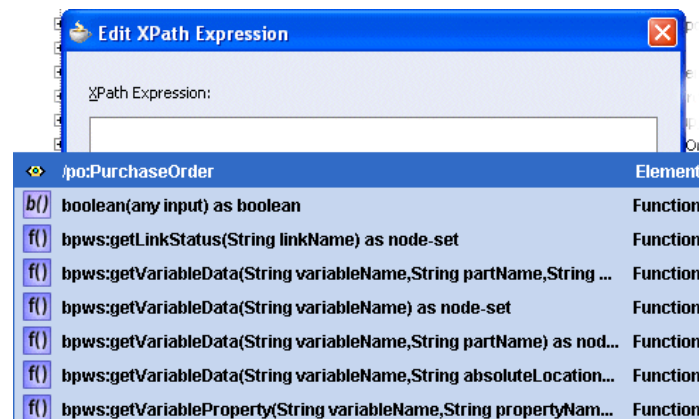 Edit XPath Expression
XPath Expression:
/po:PurchaseOrder Element
b() boolean(any input) as boolean Function
f() bpws:getLinkStatus(String linkName) as node-set Function
f() bpws:getVariableData(String variableName,String partName,String ... Function
f() bpws:getVariableData(String variableName) as node-set Function
f() bpws:getVariableData(String variableName,String partName) as nod... Function
f() bpws:getVariableData(String variableName,String absoluteLocation... Function
f() bpws:getVariableProperty(String variableName,String propertyNam... Function